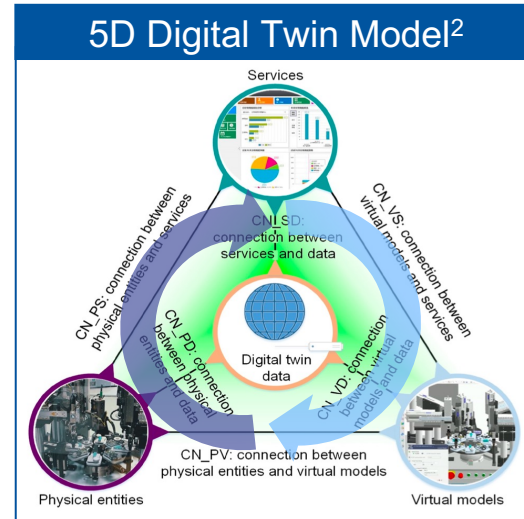 5D Digital Twin Model²
Services
CN_PS: connection between
physical entities and services
CN_SD:
connection between
services and data
CN_VS: connection between
virtual models and services
CN_PD: connection
between physical
entities and data
Digital twin
data
CN_VD: connection
between virtual
models and data
CN_PV: connection between
physical entities and virtual models
Physical entities
Virtual models